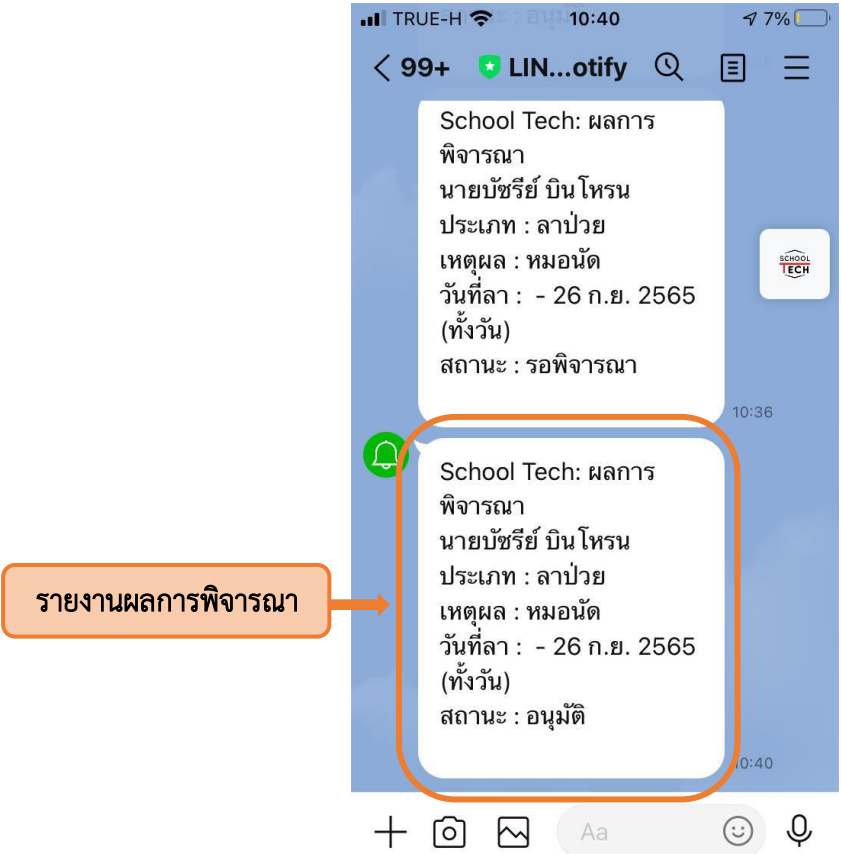 TRUE-H 10:40 7%
99+ LIN...otify
School Tech: ผลการ
พิจารณา
นายบัซรีย์ บินโหรน
ประเภท : ลาป่วย
เหตุผล : หมอนัด
วันที่ลา : - 26 ก.ย. 2565
(ทั้งวัน)
สถานะ : รอพิจารณา
10:36
SCHOOL
TECH
School Tech: ผลการ
พิจารณา
นายบัซรีย์ บินโหรน
ประเภท : ลาป่วย
เหตุผล : หมอนัด
วันที่ลา : - 26 ก.ย. 2565
(ทั้งวัน)
สถานะ : อนุมัติ
10:40
รายงานผลการพิจารณา
Aa